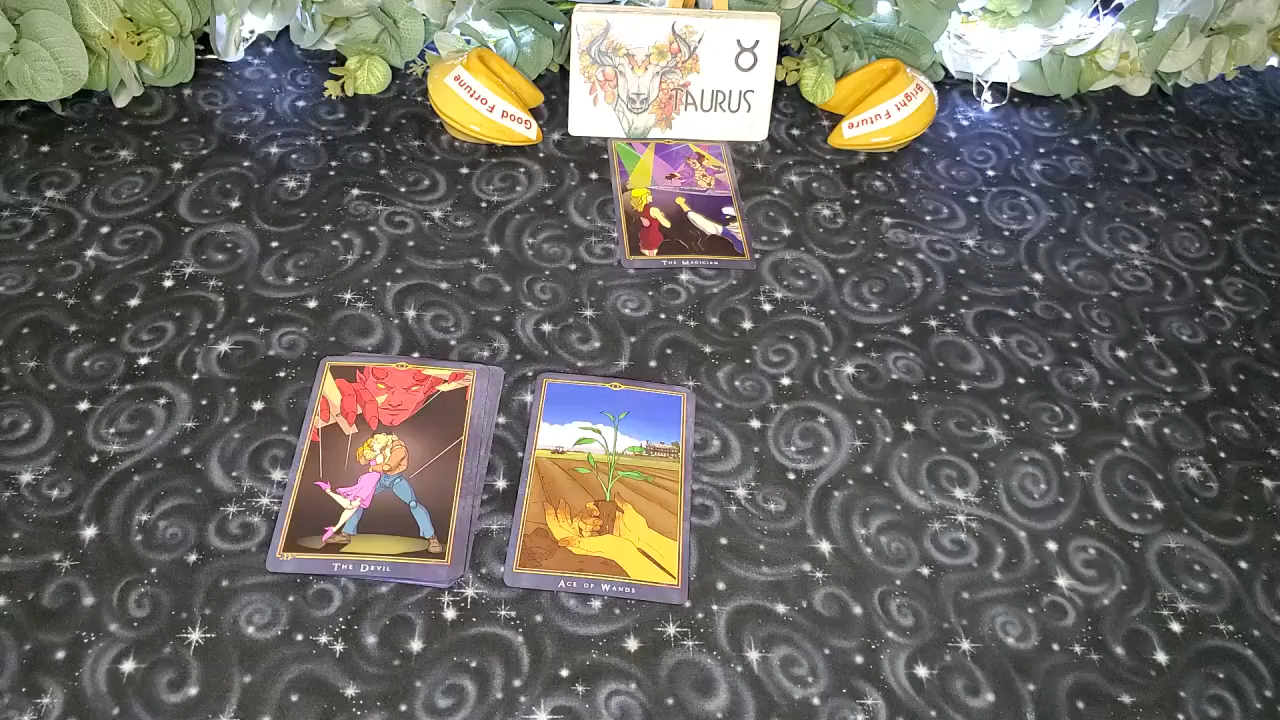 Good Fortune
TAURUS
Bright Future
THE MAGICIAN
THE DEVIL
ACE OF WANDS